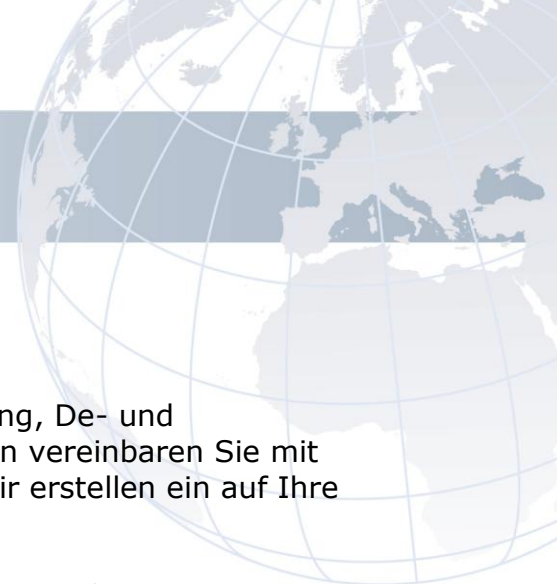 ng, De- und
n vereinbaren Sie mit
ir erstellen ein auf Ihre